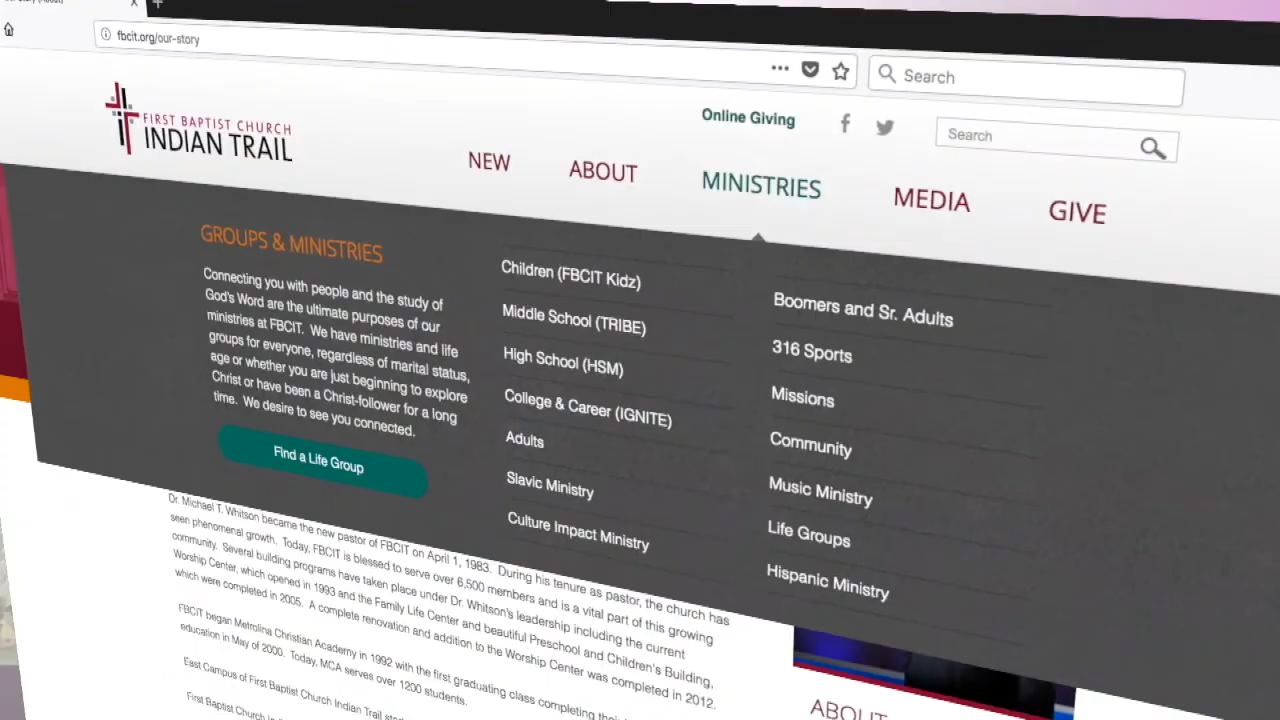 fbcit.org/our-story
Search
FIRST BAPTIST CHURCH
INDIAN TRAIL
Online Giving
Search
NEW
ABOUT
MINISTRIES
MEDIA
GIVE
GROUPS & MINISTRIES
Connecting you with people and the study of
God's Word are the ultimate purposes of our
ministries at FBCIT. We have ministries and life
groups for everyone, regardless of marital status,
age or whether you are just beginning to explore
Christ or have been a Christ-follower for a long
time. We desire to see you connected.
Find a Life Group
Children (FBCIT Kidz)
Middle School (TRIBE)
High School (HSM)
College & Career (IGNITE)
Adults
Slavic Ministry
Culture Impact Ministry
Boomers and Sr. Adults
316 Sports
Missions
Community
Music Ministry
Life Groups
Hispanic Ministry
Dr. Michael T. Whitson became the new pastor of FBCIT on April 1, 1983. During his tenure as pastor, the church has
seen phenomenal growth. Today, FBCIT is blessed to serve over 6,500 members and is a vital part of this growing
community. Several building programs have taken place under Dr. Whitson's leadership including the current
Worship Center, which opened in 1993 and the Family Life Center and beautiful Preschool and Children's Building,
which were completed in 2005. A complete renovation and addition to the Worship Center was completed in 2012.
FBCIT began Metrolina Christian Academy in 1992 with the first graduating class completing their
education in May of 2000. Today, MCA serves over 1200 students.
East Campus of First Baptist Church Indian Trail
First Baptist Church
ABOUT